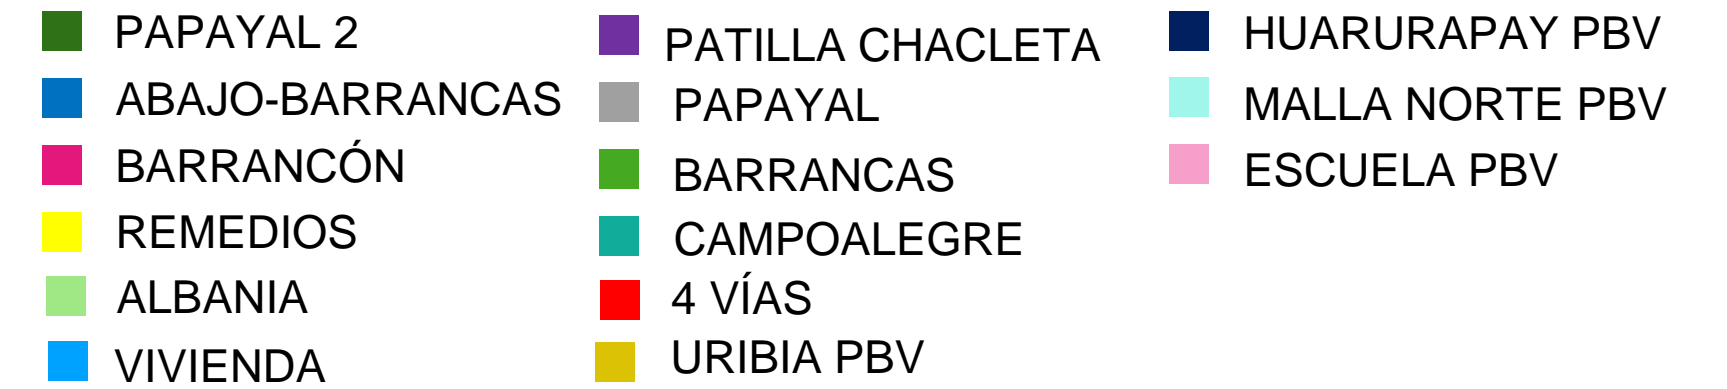 PAPAYAL 2
ABAJO-BARRANCAS
BARRANCÓN
REMEDIOS
ALBANIA
VIVIENDA
PATILLA CHACLETA
PAPAYAL
BARRANCAS
CAMPOALEGRE
4 VÍAS
URIBIA PBV
HUARURAPAY PBV
MALLA NORTE PBV
ESCUELA PBV